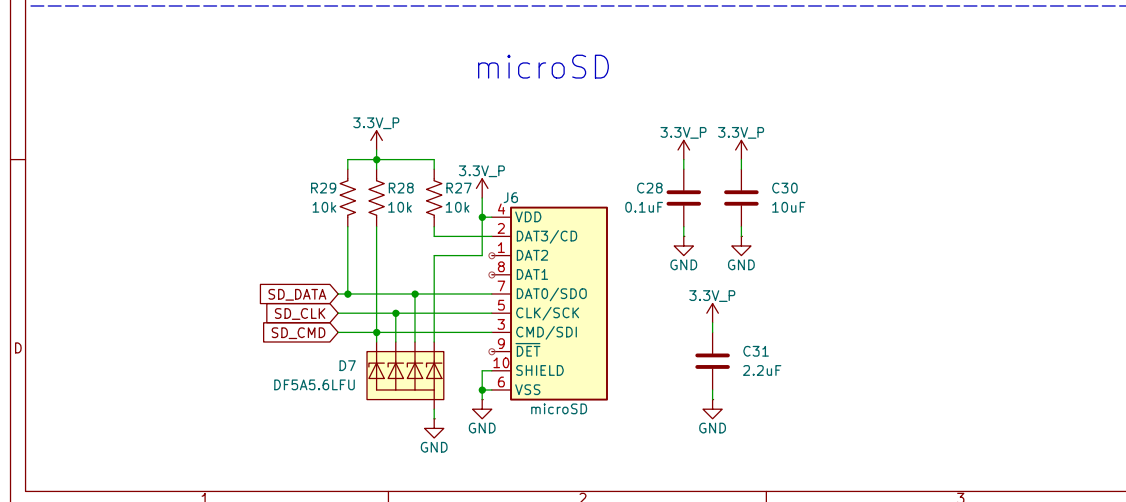 microSD
3.3V_P
3.3V_P
3.3V_P
3.3V_P
R29
10k
R28
10k
R27
10k
J6
4 VDD
2 DAT3/CD
1 DAT2
8 DAT1
7 DAT0/SDO
5 CLK/SCK
3 CMD/SDI
9 DET
10 SHIELD
6 VSS
microSD
SD_DATA
SD_CLK
SD_CMD
D7
DF5A5.6LFU
GND
GND
C28
0.1uF
GND
C30
10uF
GND
3.3V_P
C31
2.2uF
GND
D
1 2 3